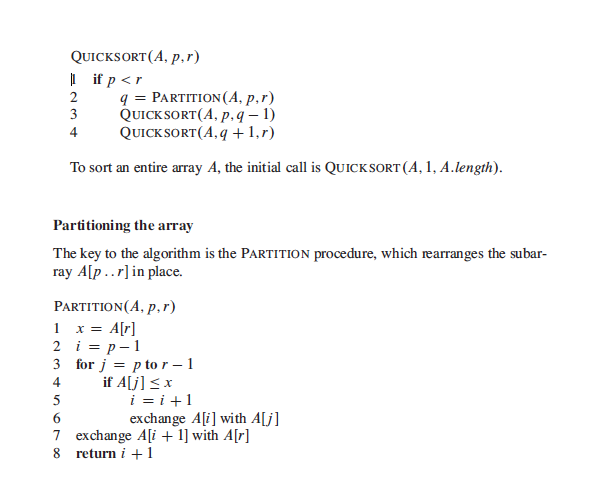 QUICKSORT(A, p, r)
1 if p < r
2 q = PARTITION(A, p, r)
3 QUICKSORT(A, p, q − 1)
4 QUICKSORT(A, q + 1, r)
To sort an entire array A, the initial call is QUICKSORT(A, 1, A.length).
Partitioning the array
The key to the algorithm is the PARTITION procedure, which rearranges the subar-
ray A[p . . r] in place.
PARTITION(A, p, r)
1 x = A[r]
2 i = p − 1
3 for j = p to r − 1
4 if A[j] ≤ x
5 i = i + 1
6 exchange A[i] with A[j]
7 exchange A[i + 1] with A[r]
8 return i + 1